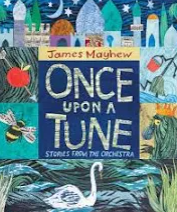 James Mayhew
ONCE
UPON A
TUNE
STORIES FROM THE ORCHESTRA